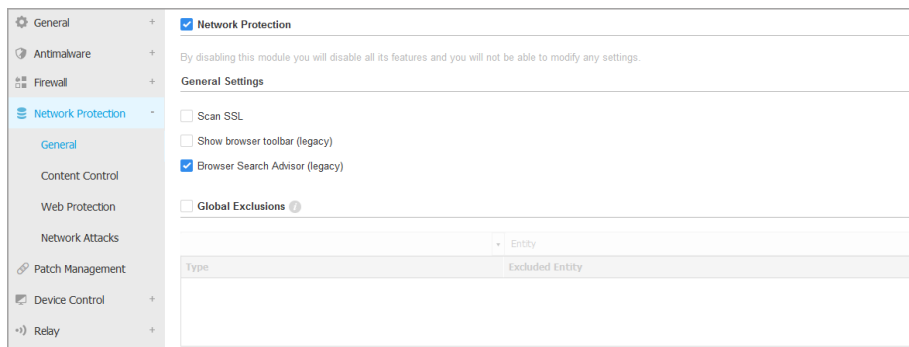 General +
Antimalware +
Firewall +
Network Protection -
General
Content Control
Web Protection
Network Attacks
Patch Management
Device Control +
Relay +
Network Protection
By disabling this module you will disable all its features and you will not be able to modify any settings.
General Settings
Scan SSL
Show browser toolbar (legacy)
Browser Search Advisor (legacy)
Global Exclusions i
Entity
Type Excluded Entity